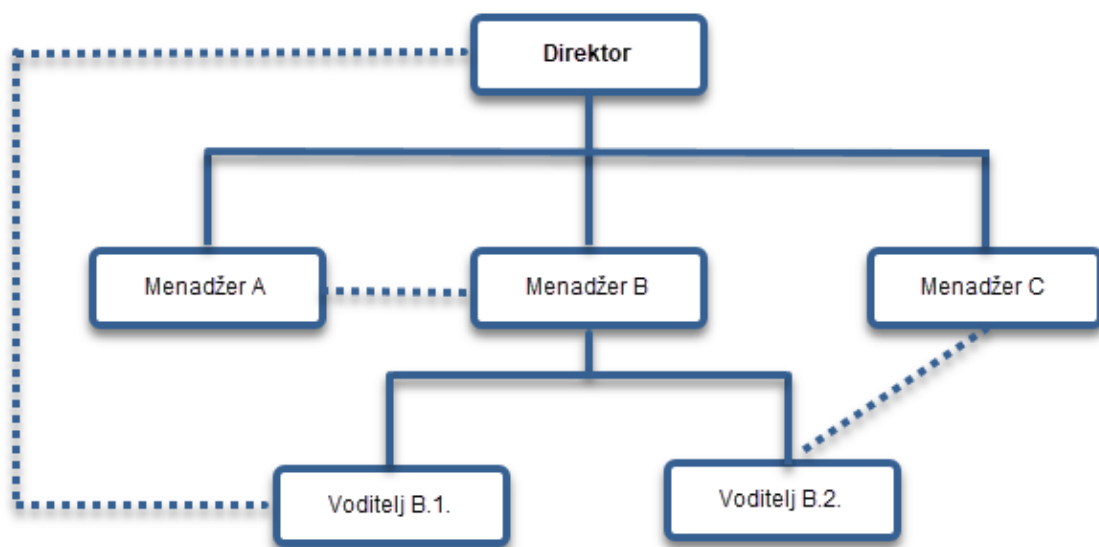 Direktor
Menadžer A
Menadžer B
Menadžer C
Voditelj B.1.
Voditelj B.2.